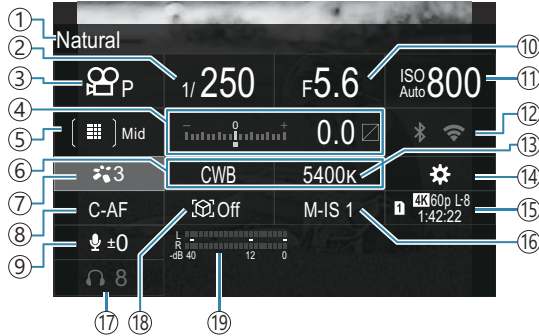 ① Natural
② 1/250 F5.6 ⑩
③ P ISO Auto 800 ⑪
④ − 0 + 0.0 ⑫
⑤ Mid ⑬
⑥ CWB 5400K
⑦ 3 ⑭
⑧ C-AF Off M-IS 1 1 4K 60p L-8 ⑮
1:42:22
⑨ ±0 L R ⑯
-dB 40 12 0
8
⑰ ⑱ ⑲